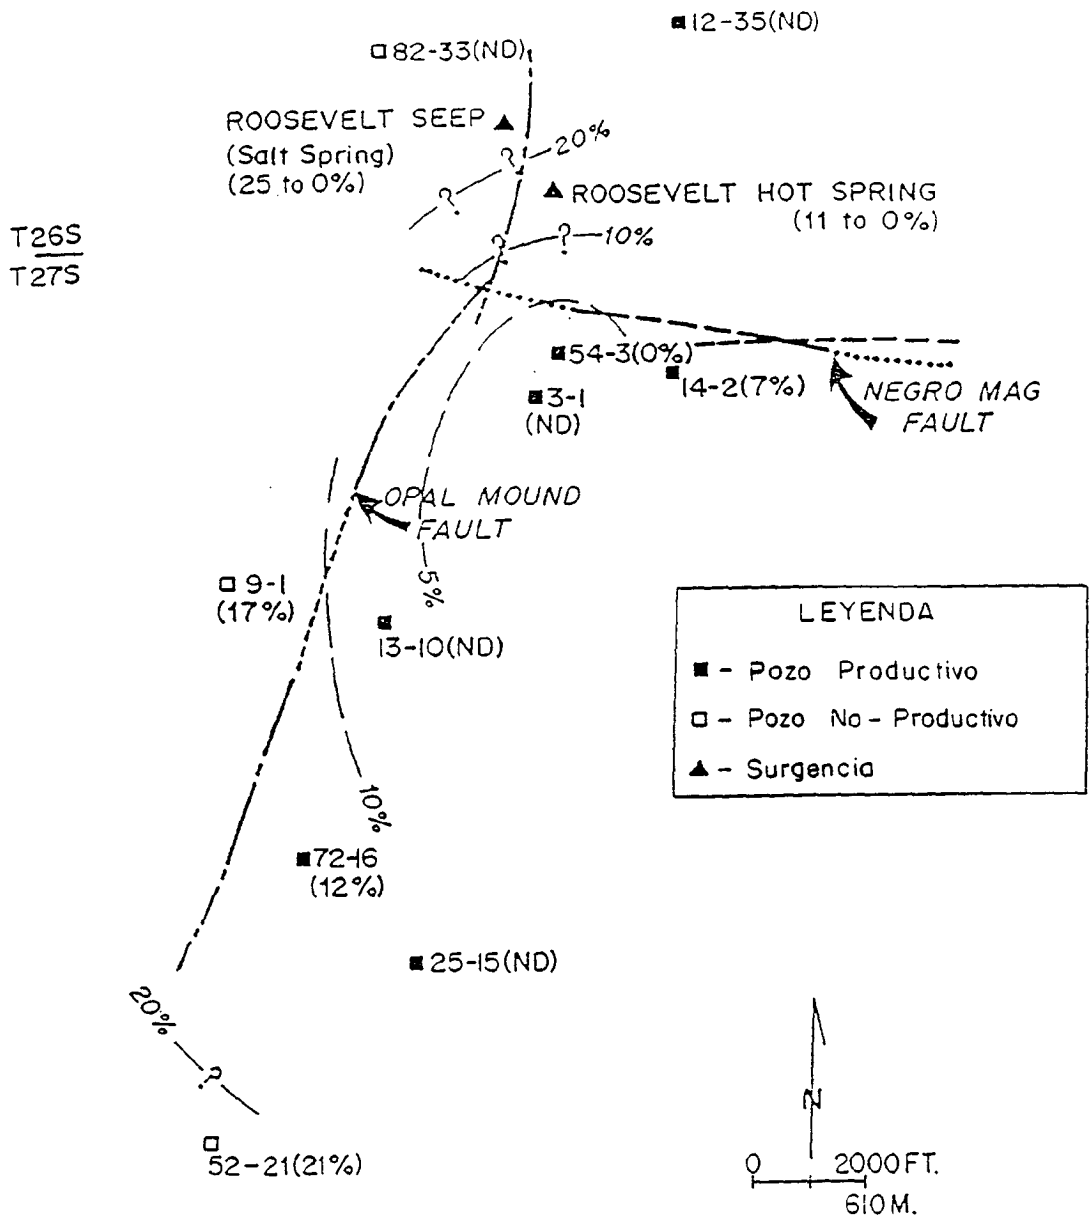 12-35(ND)
82-33(ND)
ROOSEVELT SEEP
(Salt Spring)
(25 to 0%)
?
20%
?
ROOSEVELT HOT SPRING
(11 to 0%)
T26S
T27S
?
?
10%
54-3(0%)
14-2(7%)
3-1
(ND)
NEGRO MAG
FAULT
OPAL MOUND
FAULT
5%
9-1
(17%)
13-10(ND)
LEYENDA
- Pozo Productivo
- Pozo No-Productivo
- Surgencia
10%
72-16
(12%)
25-15(ND)
20%
?
52-21(21%)
N
0 2000 FT.
610 M.